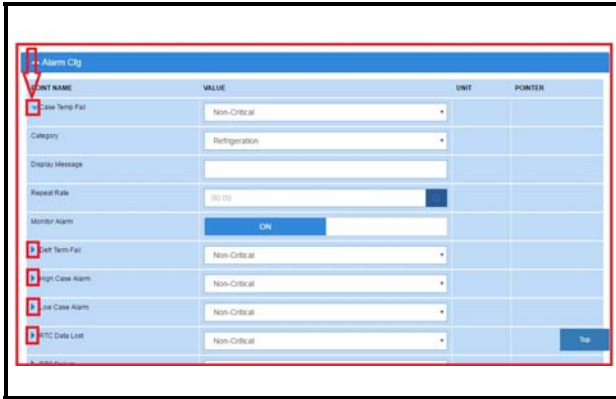 Alarm Cfg
POINT NAME VALUE UNIT POINTER
Case Temp Fail Non-Critical
Category Refrigeration
Display Message
Repeat Rate 00:00
Monitor Alarm ON
Defr Term Fail Non-Critical
High Case Alarm Non-Critical
Low Case Alarm Non-Critical
RTC Data Lost Non-Critical
Top